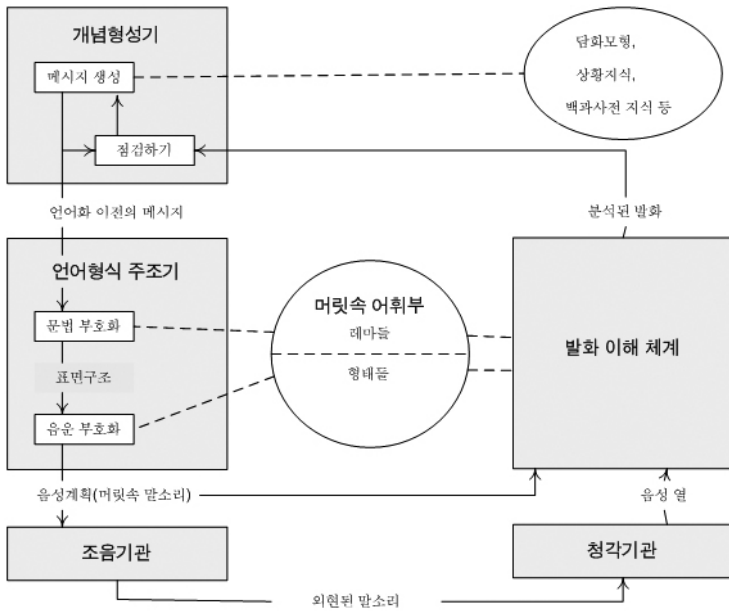 개념형성기
메시지 생성
점검하기
담화모형,
상황지식,
백과사전 지식 등
언어화 이전의 메시지
분석된 발화
언어형식 주조기
문법 부호화
표면구조
음운 부호화
머릿속 어휘부
레마들
형태들
발화 이해 체계
음성계획(머릿속 말소리)
음성 열
조음기관
청각기관
외현된 말소리